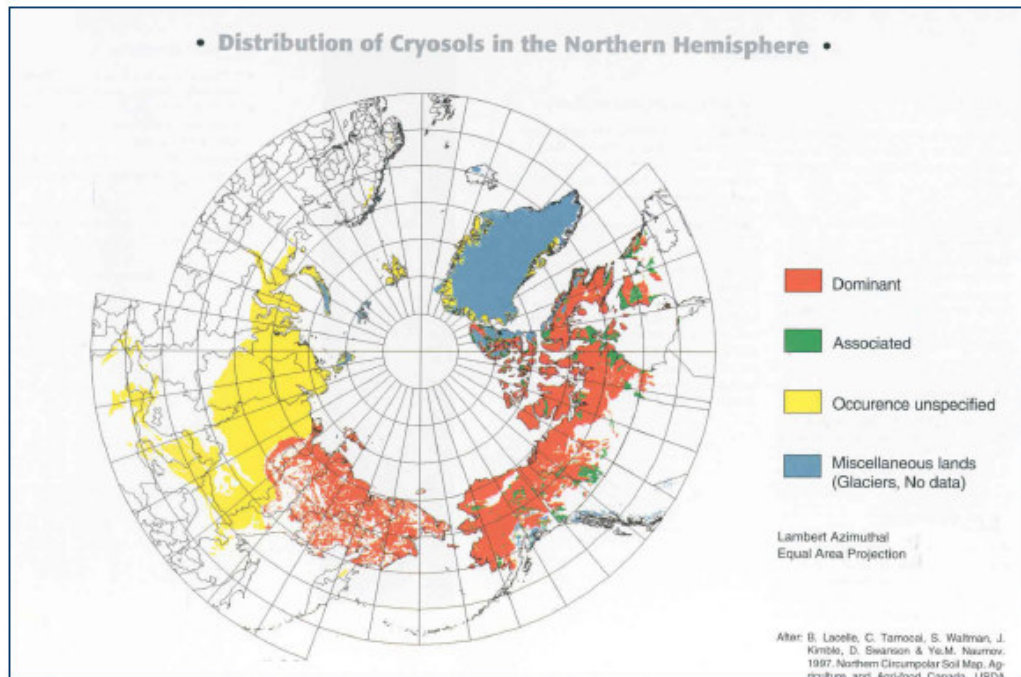 • Distribution of Cryosols in the Northern Hemisphere •
Dominant
Associated
Occurence unspecified
Miscellaneous lands
(Glaciers, No data)
Lambert Azimuthal
Equal Area Projection
After: B. Lacelle, C. Tarnocai, S. Waltman, J.
Kimble, D. Swanson & Ye.M. Naumov.
1997. Northern Circumpolar Soil Map. Ag-
riculture and Agri-food Canada, USDA